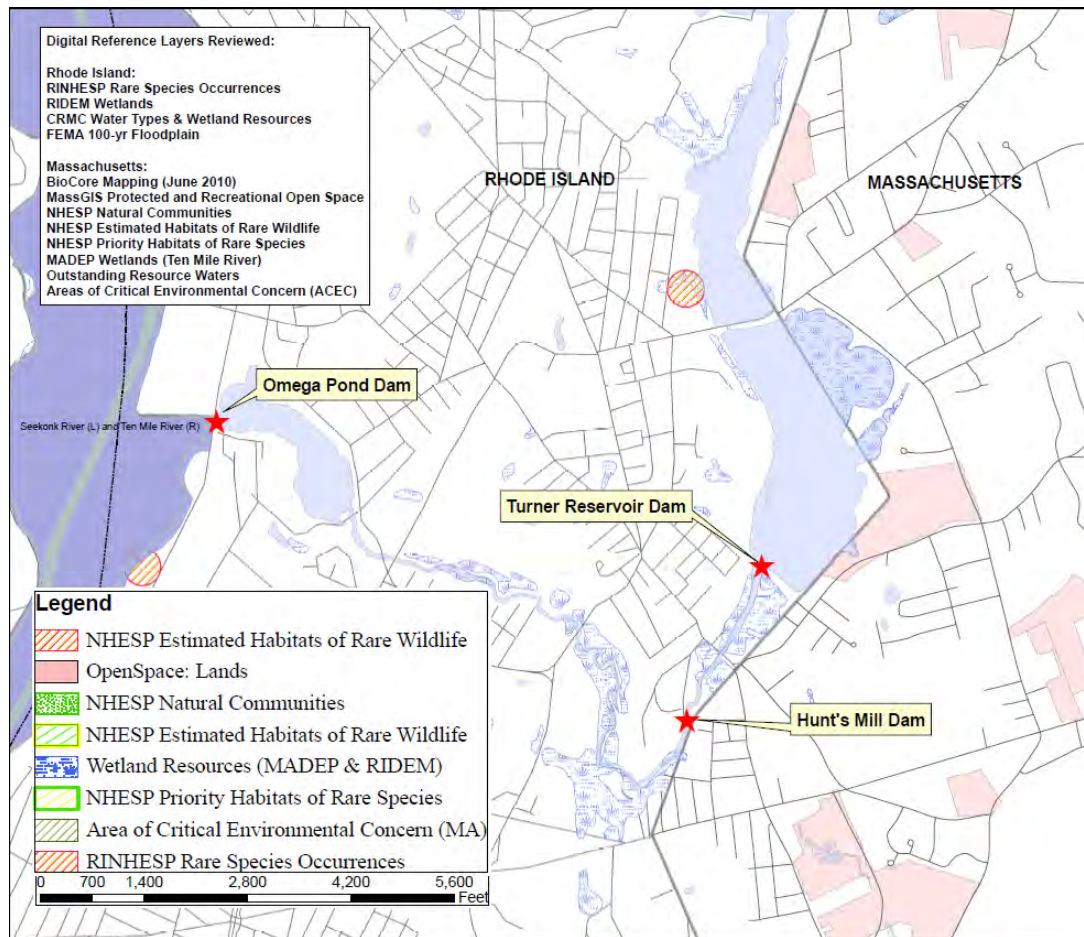 Digital Reference Layers Reviewed:
Rhode Island:
RINHESP Rare Species Occurrences
RIDEM Wetlands
CRMC Water Types & Wetland Resources
FEMA 100-yr Floodplain
Massachusetts:
BioCore Mapping (June 2010)
MassGIS Protected and Recreational Open Space
NHESP Natural Communities
NHESP Estimated Habitats of Rare Wildlife
NHESP Priority Habitats of Rare Species
MADEP Wetlands (Ten Mile River)
Outstanding Resource Waters
Areas of Critical Environmental Concern (ACEC)
RHODE ISLAND
MASSACHUSETTS
Omega Pond Dam
Seekonk River (L) and Ten Mile River (R)
Turner Reservoir Dam
Hunt's Mill Dam
Legend
NHESP Estimated Habitats of Rare Wildlife
OpenSpace: Lands
NHESP Natural Communities
NHESP Estimated Habitats of Rare Wildlife
Wetland Resources (MADEP & RIDEM)
NHESP Priority Habitats of Rare Species
Area of Critical Environmental Concern (MA)
RINHESP Rare Species Occurrences
0 700 1,400 2,800 4,200 5,600
Feet